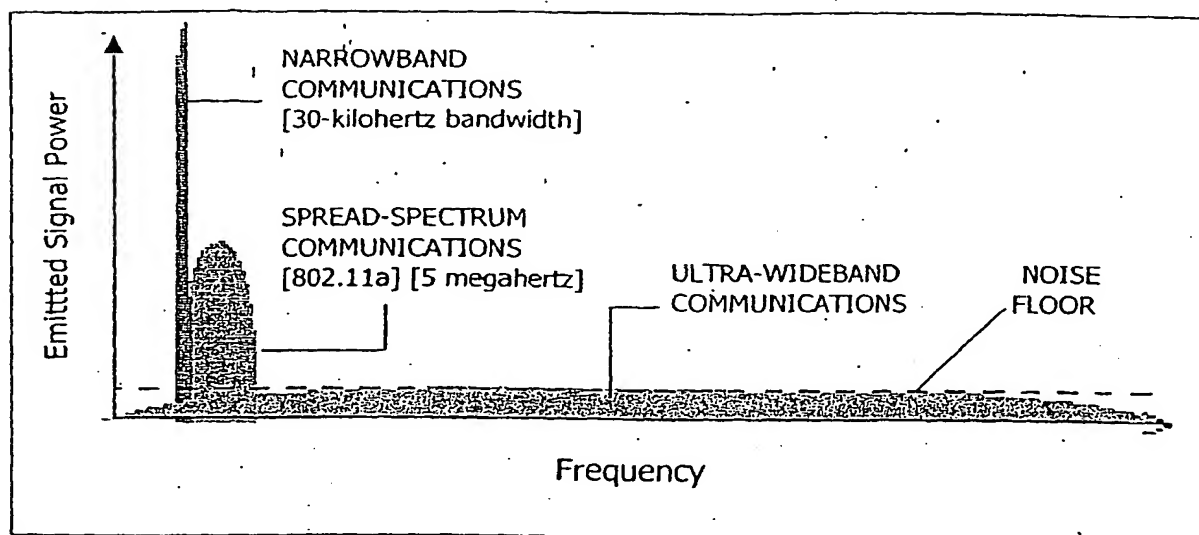 Emitted Signal Power
NARROWBAND
COMMUNICATIONS
[30-kilohertz bandwidth]
SPREAD-SPECTRUM
COMMUNICATIONS
[802.11a] [5 megahertz]
ULTRA-WIDEBAND
COMMUNICATIONS
NOISE
FLOOR
Frequency